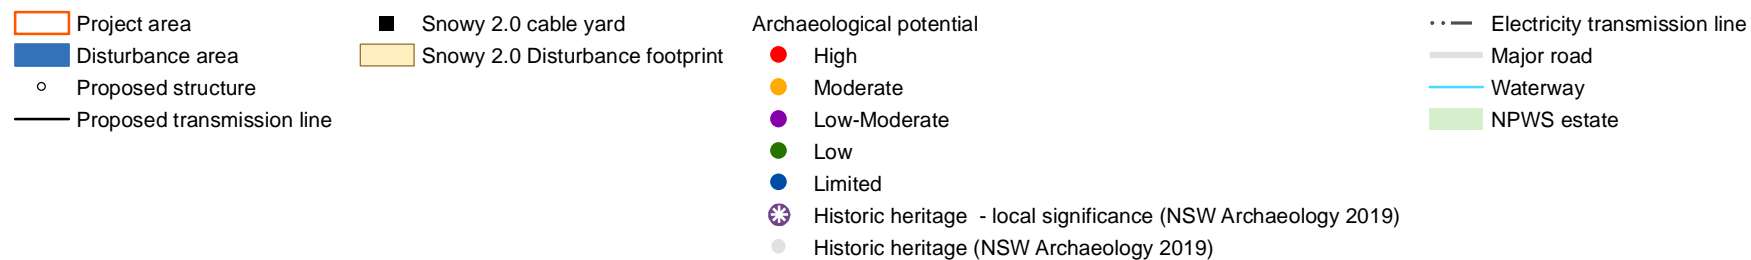 Project area
Disturbance area
Proposed structure
Proposed transmission line
Snowy 2.0 cable yard
Snowy 2.0 Disturbance footprint
Archaeological potential
High
Moderate
Low-Moderate
Low
Limited
Historic heritage - local significance (NSW Archaeology 2019)
Historic heritage (NSW Archaeology 2019)
Electricity transmission line
Major road
Waterway
NPWS estate